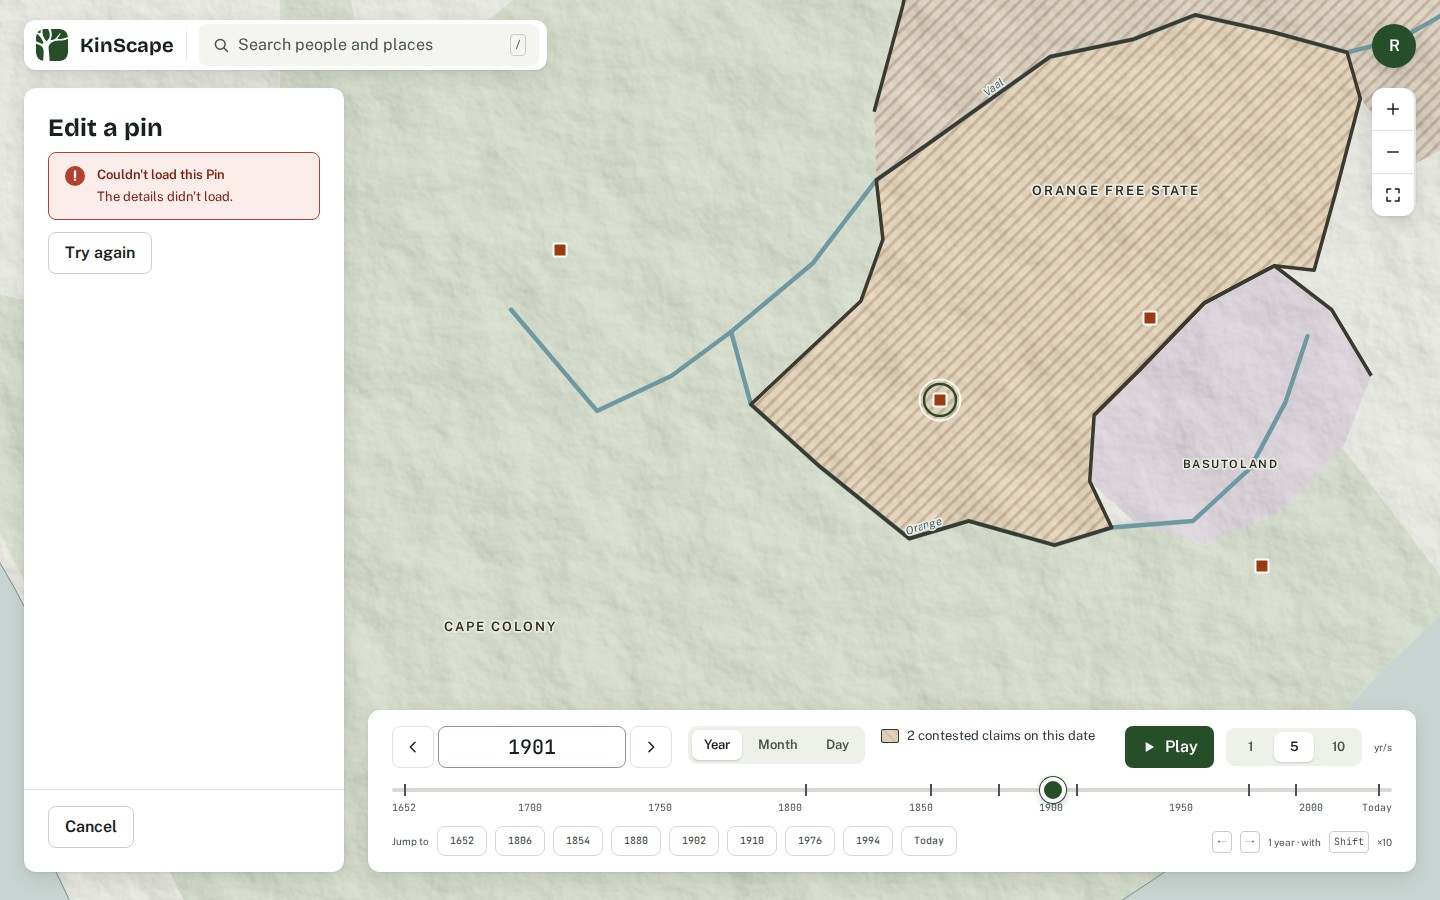 KinScape
Search people and places
/
R
Edit a pin
Couldn't load this Pin
The details didn't load.
Try again
Cancel
Vaal
ORANGE FREE STATE
BASUTOLAND
Orange
CAPE COLONY
1901
Year Month Day
2 contested claims on this date
Play
1 5 10 yr/s
1652 1700 1750 1800 1850 1900 1950 2000 Today
Jump to 1652 1806 1854 1880 1902 1910 1976 1994 Today
← → 1 year · with Shift ×10